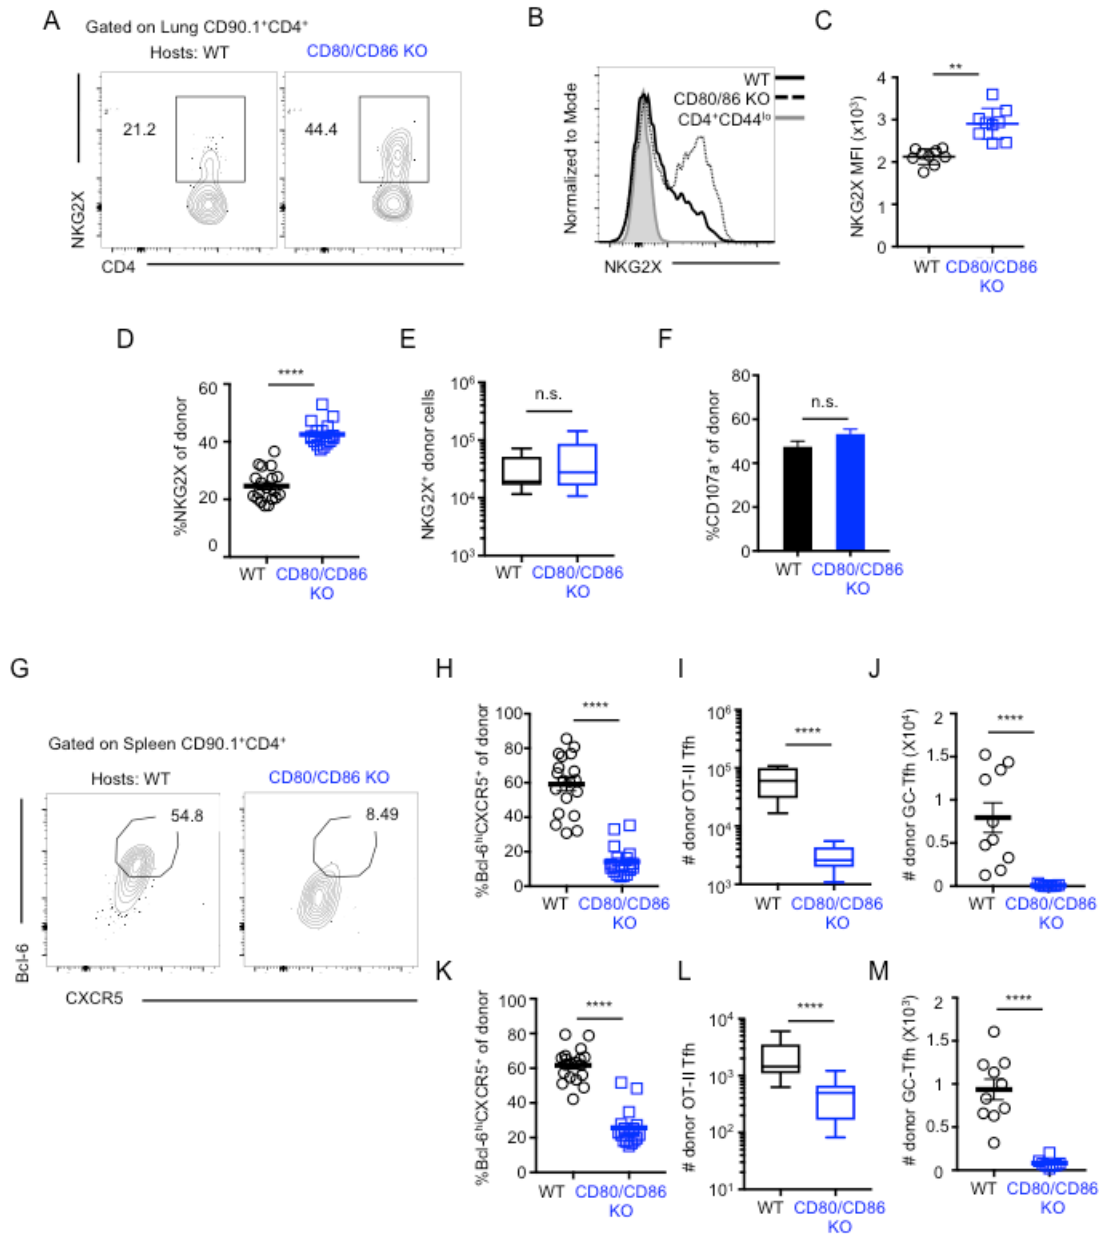 A
Gated on Lung CD90.1⁺CD4⁺
Hosts: WT
CD80/CD86 KO
21.2
44.4
NKG2X
CD4
B
WT
CD80/86 KO
CD4⁺CD44ˡᵒ
Normalized to Mode
NKG2X
C
4
3
2
1
0
**
NKG2X MFI (x10³)
WT
CD80/CD86
KO
D
60
40
20
0
****
%NKG2X of donor
WT
CD80/CD86
KO
E
10⁶
10⁵
10⁴
10³
n.s.
NKG2X⁺ donor cells
WT
CD80/CD86
KO
F
80
60
40
20
0
n.s.
%CD107a⁺ of donor
WT
CD80/CD86
KO
G
Gated on Spleen CD90.1⁺CD4⁺
Hosts: WT
CD80/CD86 KO
54.8
8.49
Bcl-6
CXCR5
H
100
80
60
40
20
0
****
%Bcl-6ʰⁱCXCR5⁺ of donor
WT
CD80/CD86
KO
I
10⁶
10⁵
10⁴
10³
****
# donor OT-II Tfh
WT
CD80/CD86
KO
J
2
1.5
1
0.5
0
****
# donor GC-Tfh (X10⁴)
WT
CD80/CD86
KO
K
100
80
60
40
20
0
****
%Bcl-6ʰⁱCXCR5⁺ of donor
WT
CD80/CD86
KO
L
10⁴
10³
10²
10¹
****
# donor OT-II Tfh
WT
CD80/CD86
KO
M
2
1.5
1
0.5
0
****
# donor GC-Tfh (X10³)
WT
CD80/CD86
KO